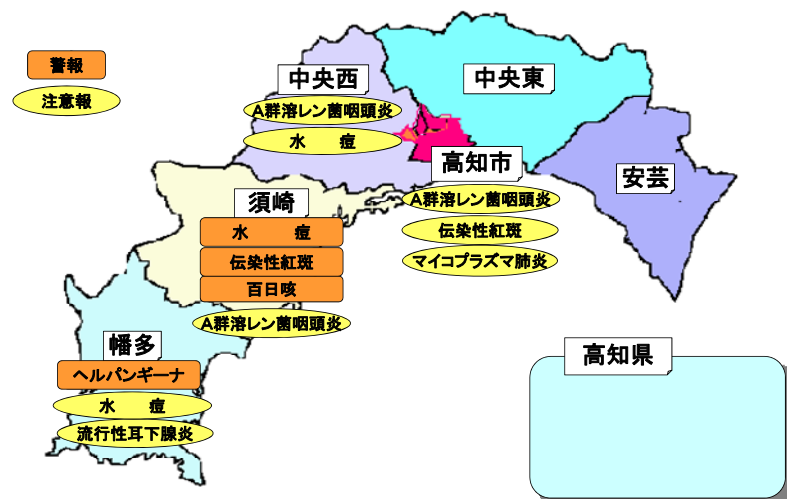 警報
注意報
中央西
A群溶レン菌咽頭炎
水 痘
中央東
高知市
A群溶レン菌咽頭炎
伝染性紅斑
マイコプラズマ肺炎
安芸
須崎
水 痘
伝染性紅斑
百日咳
A群溶レン菌咽頭炎
幡多
ヘルパンギーナ
水 痘
流行性耳下腺炎
高知県